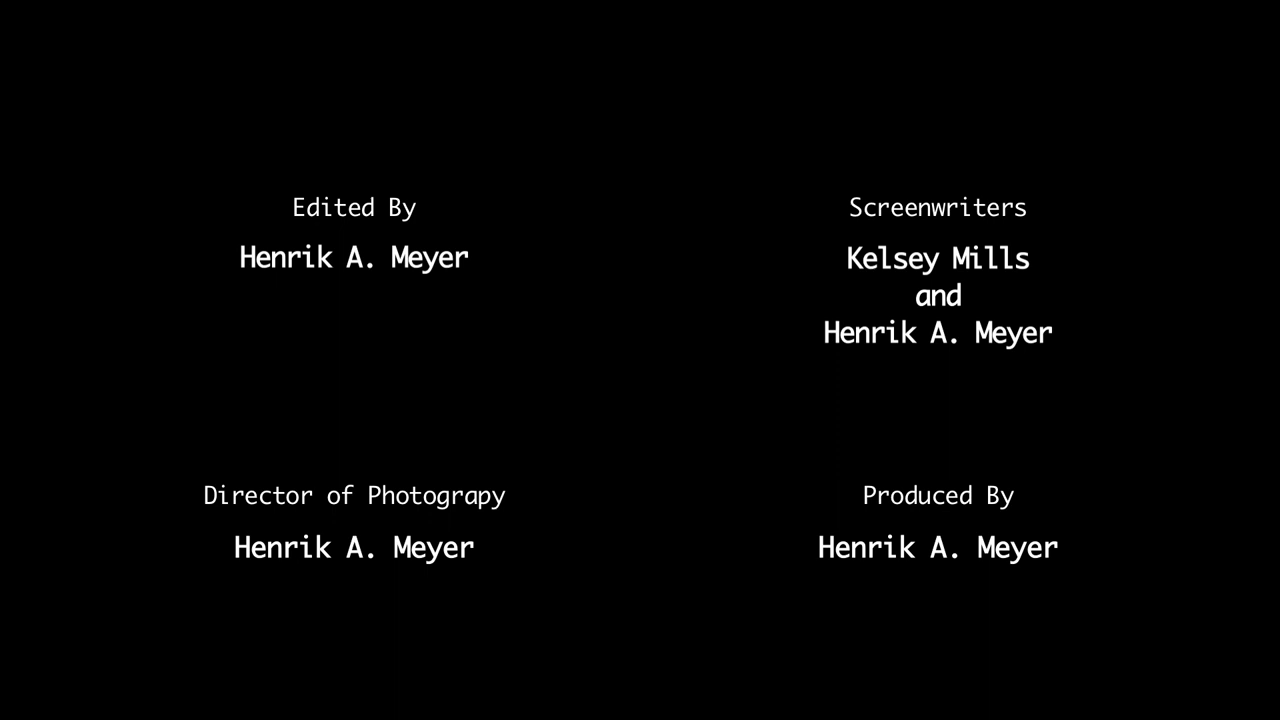 Edited By
Henrik A. Meyer
Screenwriters
Kelsey Mills
and
Henrik A. Meyer
Director of Photograpy
Henrik A. Meyer
Produced By
Henrik A. Meyer